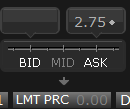 2.75
BID MID ASK
LMT PRC 0.00